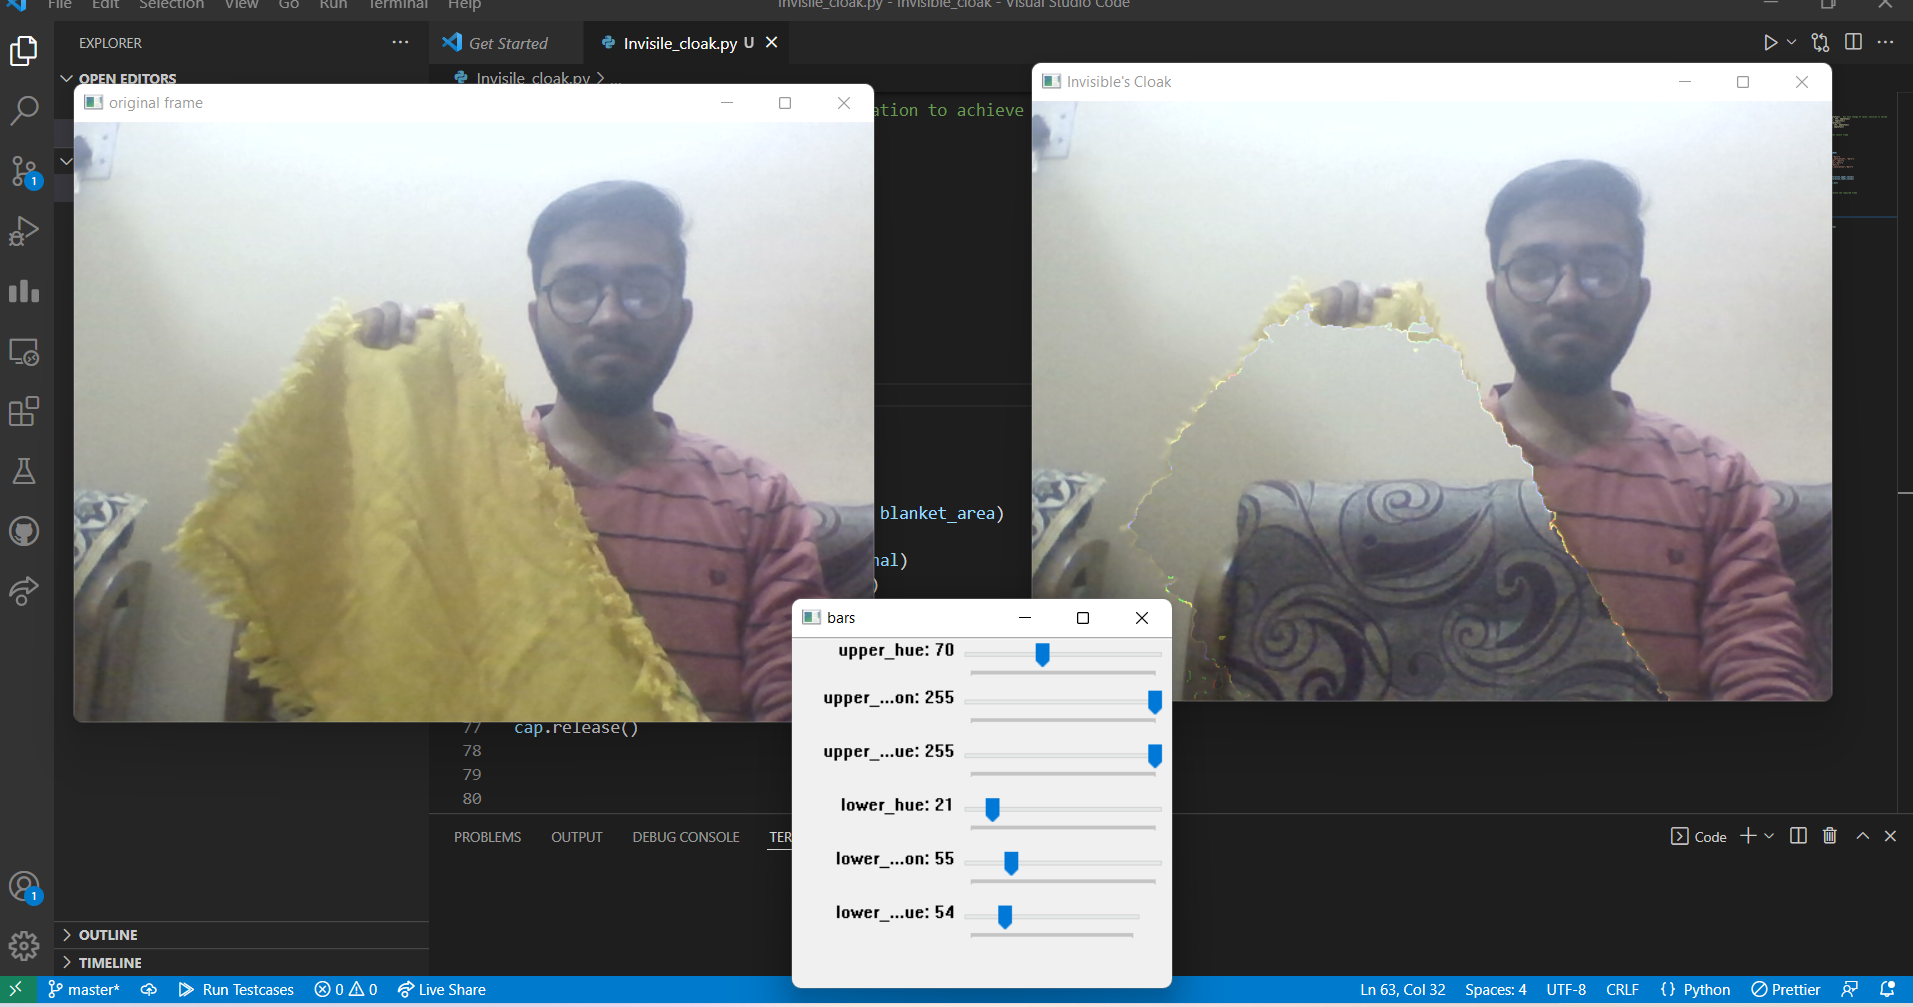 File Edit Selection View Go Run Terminal Help
Invisile_cloak.py - Invisible_cloak - Visual Studio Code
EXPLORER
OPEN EDITORS
Get Started
Invisile_cloak.py U
Invisile_cloak.py > ...
original frame
Invisible's Cloak
ation to achieve
blanket_area)
nal)
)
bars
upper_hue: 70
upper_...on: 255
upper_...ue: 255
lower_hue: 21
lower_...on: 55
lower_...ue: 54
77 cap.release()
78
79
80
PROBLEMS OUTPUT DEBUG CONSOLE TER
Code
1
1
OUTLINE
TIMELINE
master* Run Testcases 0 0 Live Share
Ln 63, Col 32 Spaces: 4 UTF-8 CRLF {} Python Prettier